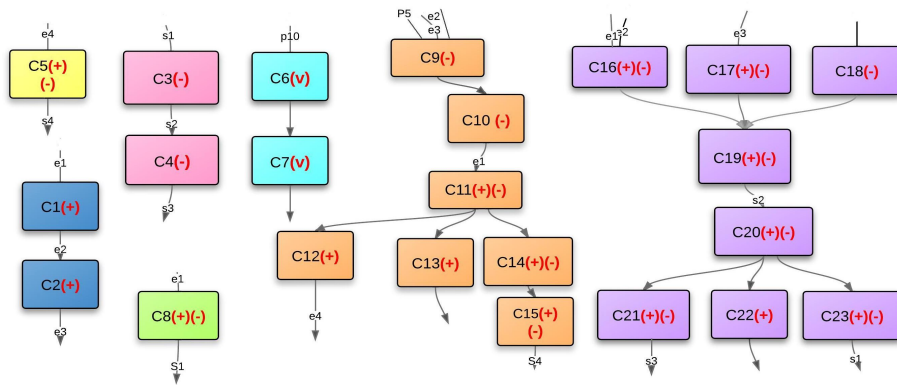 e4
C5(+)
(-)
s4
e1
C1(+)
e2
C2(+)
e3
s1
C3(-)
s2
C4(-)
s3
e1
C8(+)(-)
S1
p10
C6(v)
C7(v)
P5
e2
e3
C9(-)
C10 (-)
e1
C11(+)(-)
C12(+)
e4
C13(+)
C14(+)(-)
C15(+)
(-)
S4
e1
e2
C16(+)(-)
e3
C17(+)(-)
C18(-)
C19(+)(-)
s2
C20(+)(-)
C21(+)(-)
s3
C22(+)
C23(+)(-)
s1